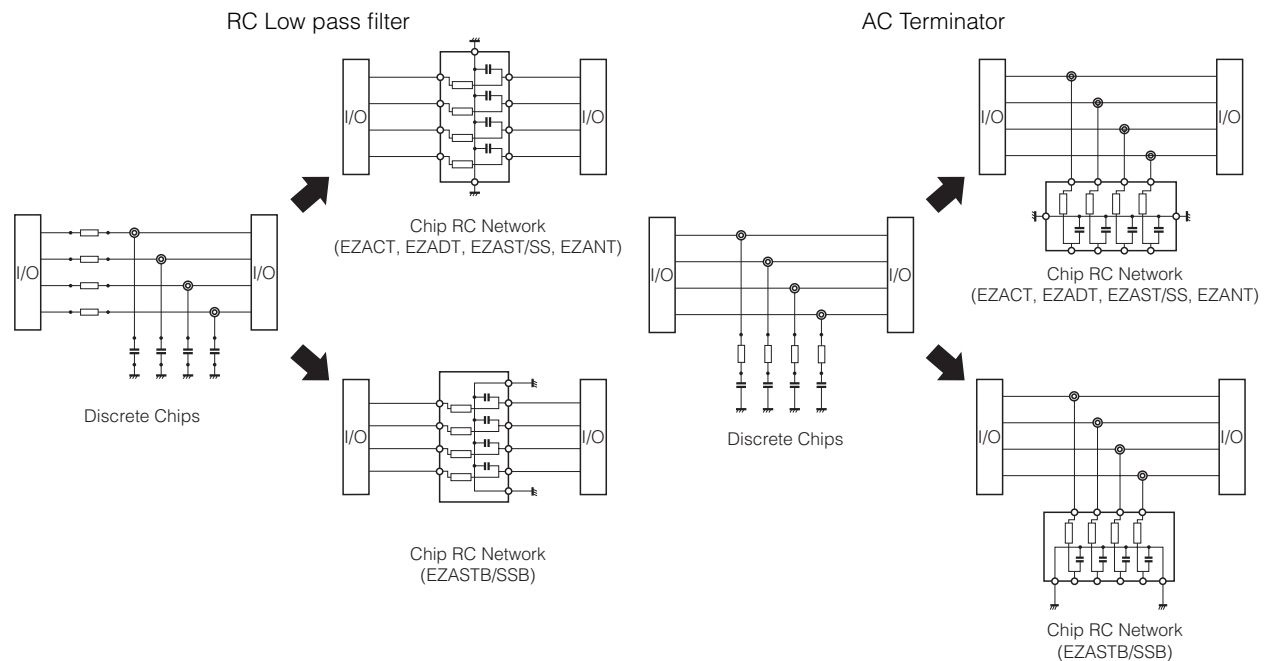 RC Low pass filter
I/O
I/O
Chip RC Network
(EZACT, EZADT, EZAST/SS, EZANT)
I/O
I/O
Discrete Chips
I/O
I/O
Chip RC Network
(EZASTB/SSB)
AC Terminator
I/O
I/O
Chip RC Network
(EZACT, EZADT, EZAST/SS, EZANT)
I/O
I/O
Discrete Chips
I/O
I/O
Chip RC Network
(EZASTB/SSB)